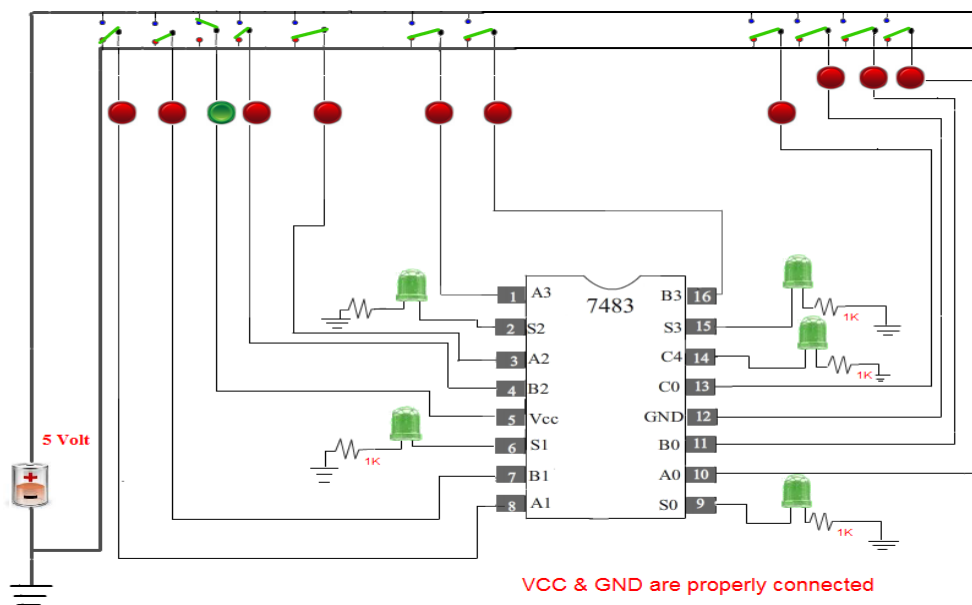 5 Volt
7483
1 A3
2 S2
3 A2
4 B2
5 Vcc
6 S1
7 B1
8 A1
B3 16
S3 15
C4 14
C0 13
GND 12
B0 11
A0 10
S0 9
1K
1K
1K
1K
VCC & GND are properly connected